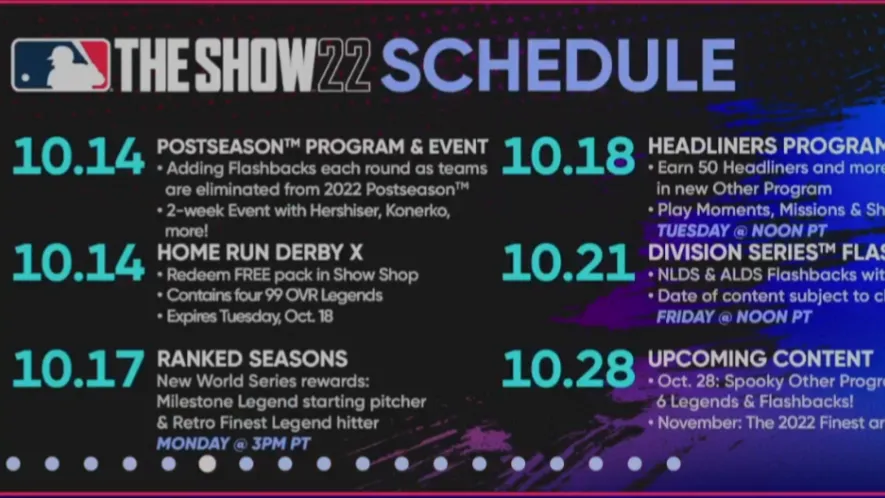 THE SHOW 22 SCHEDULE
10.14
POSTSEASON™ PROGRAM & EVENT
• Adding Flashbacks each round as teams
are eliminated from 2022 Postseason™
• 2-week Event with Hershiser, Konerko,
more!
10.14
HOME RUN DERBY X
• Redeem FREE pack in Show Shop
• Contains four 99 OVR Legends
• Expires Tuesday, Oct. 18
10.17
RANKED SEASONS
New World Series rewards:
Milestone Legend starting pitcher
& Retro Finest Legend hitter
MONDAY @ 3PM PT
10.18
HEADLINERS PROGRAM
• Earn 50 Headliners and more
in new Other Program
• Play Moments, Missions & Sh
TUESDAY @ NOON PT
10.21
DIVISION SERIES™ FLAS
• NLDS & ALDS Flashbacks wit
• Date of content subject to c
FRIDAY @ NOON PT
10.28
UPCOMING CONTENT
• Oct. 28: Spooky Other Progr
6 Legends & Flashbacks!
• November: The 2022 Finest ar